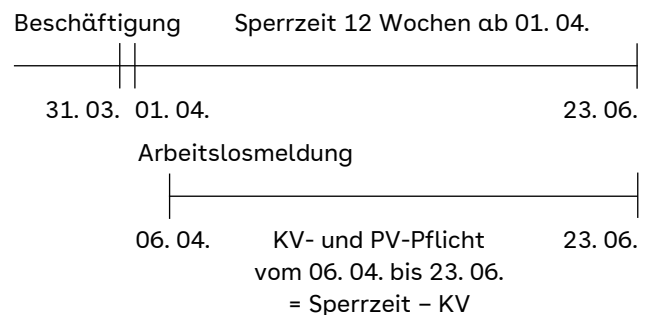 Beschäftigung Sperrzeit 12 Wochen ab 01. 04.
31. 03. 01. 04. 23. 06.
Arbeitslosmeldung
06. 04. KV- und PV-Pflicht 23. 06.
vom 06. 04. bis 23. 06.
= Sperrzeit – KV